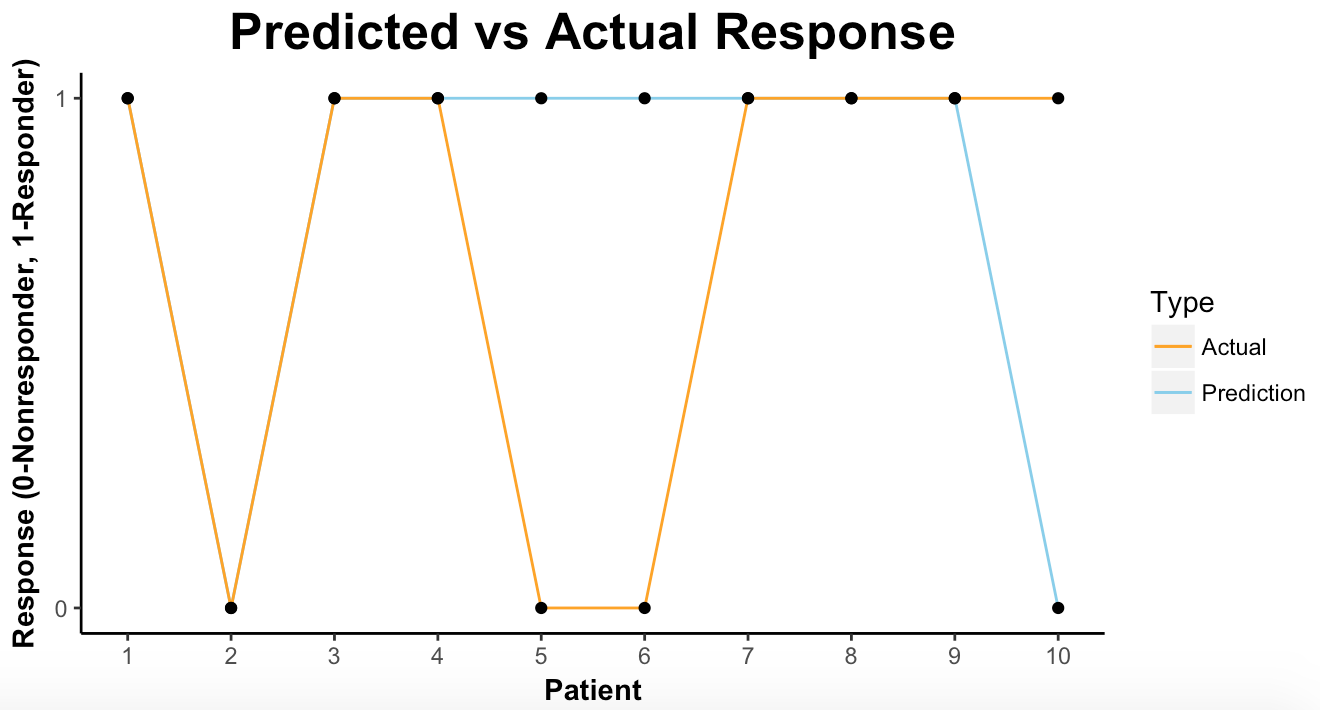 Predicted vs Actual Response
Response (0-Nonresponder, 1-Responder)
1
0
1 2 3 4 5 6 7 8 9 10
Patient
Type
Actual
Prediction